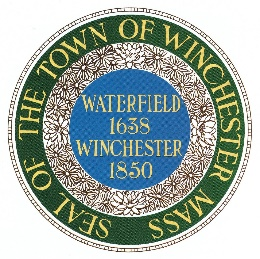 SEAL OF THE TOWN OF WINCHESTER MASS
WATERFIELD
1638
WINCHESTER
1850